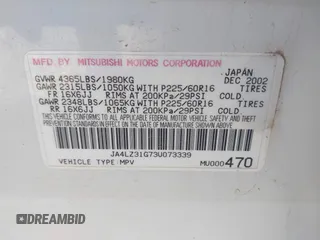 MFD. BY MITSUBISHI MOTORS CORPORATION
JAPAN
GVWR 4365LBS/1980KG DEC 2002
GAWR 2315LBS/1050KG WITH P225/60R16 TIRES
FR 16X6JJ RIMS AT 200KPa/29PSI COLD
GAWR 2348LBS/1065KG WITH P225/60R16 TIRES
RR 16X6JJ RIMS AT 200KPa/29PSI COLD
THIS VEHICLE CONFORMS TO ALL APPLICABLE FEDERAL MOTOR VEHICLE SAFETY STANDARDS IN EFFECT ON THE DATE OF MANUFACTURE SHOWN ABOVE.
JA4LZ31G73U073339
VEHICLE TYPE MPV MU000470
DREAMBID.COM